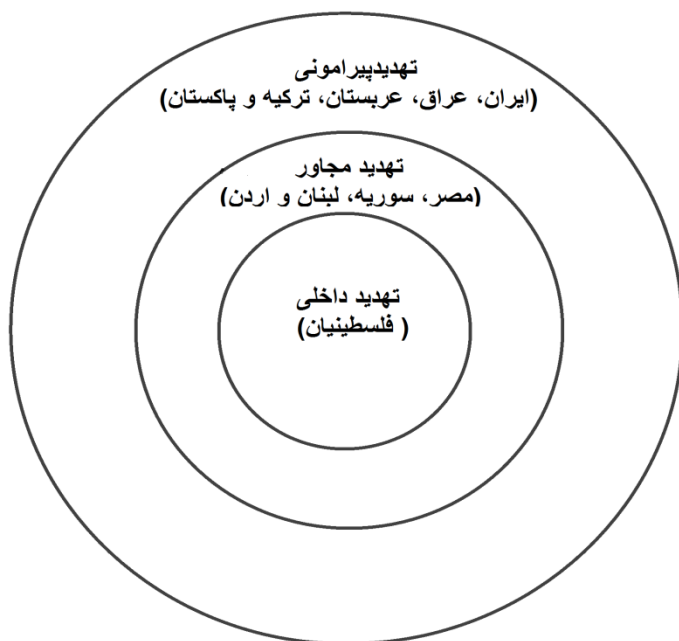 تهدیدپیرامونی
(ایران، عراق، عربستان، ترکیه و پاکستان)
تهدید مجاور
(مصر، سوریه، لبنان و اردن)
تهدید داخلی
( فلسطینیان)